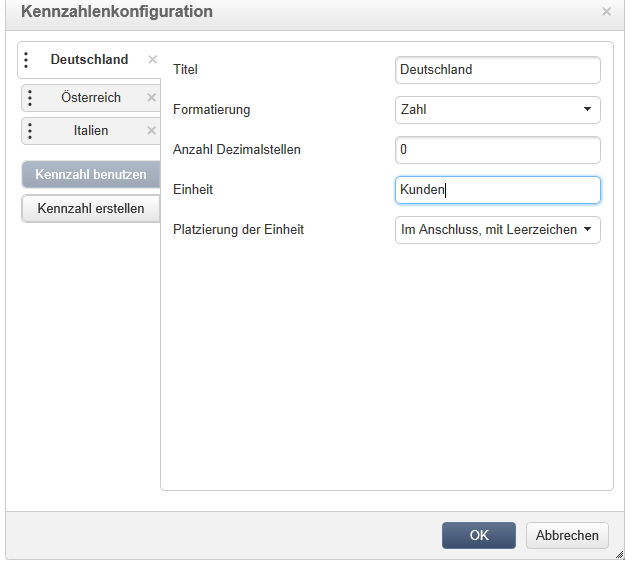 Kennzahlenkonfiguration ×
Deutschland ×
Österreich ×
Italien ×
Kennzahl benutzen
Kennzahl erstellen
Titel Deutschland
Formatierung Zahl
Anzahl Dezimalstellen 0
Einheit Kunden
Platzierung der Einheit Im Anschluss, mit Leerzeichen
OK Abbrechen